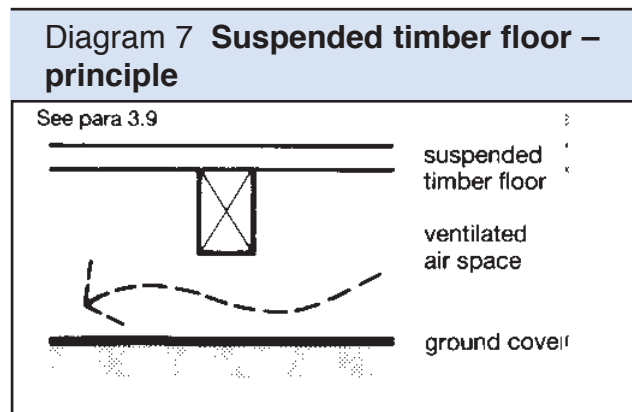 Diagram 7 Suspended timber floor –
principle
See para 3.9
suspended
timber floor
ventilated
air space
ground cover